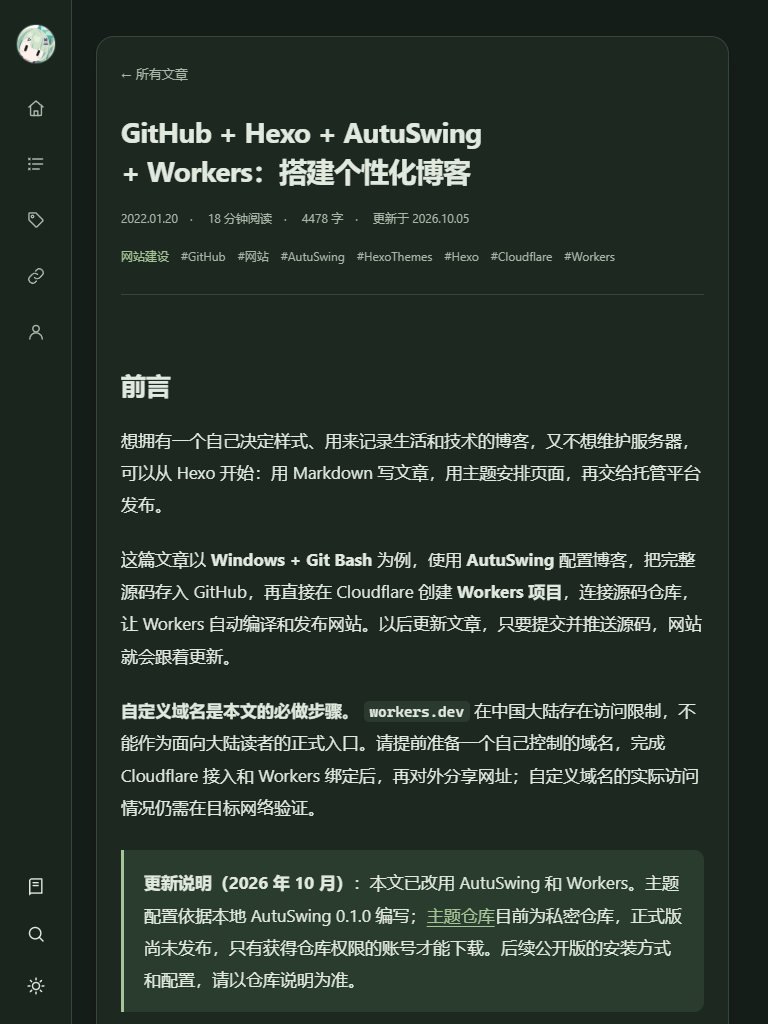 ← 所有文章
GitHub + Hexo + AutuSwing
+ Workers：搭建个性化博客
2022.01.20 · 18 分钟阅读 · 4478 字 · 更新于 2026.10.05
网站建设 #GitHub #网站 #AutuSwing #HexoThemes #Hexo #Cloudflare #Workers
前言
想拥有一个自己决定样式、用来记录生活和技术的博客，又不想维护服务器，
可以从 Hexo 开始：用 Markdown 写文章，用主题安排页面，再交给托管平台
发布。
这篇文章以 Windows + Git Bash 为例，使用 AutuSwing 配置博客，把完整
源码存入 GitHub，再直接在 Cloudflare 创建 Workers 项目，连接源码仓库，
让 Workers 自动编译和发布网站。以后更新文章，只要提交并推送源码，网站
就会跟着更新。
自定义域名是本文的必做步骤。 workers.dev 在中国大陆存在访问限制，不
能作为面向大陆读者的正式入口。请提前准备一个自己控制的域名，完成
Cloudflare 接入和 Workers 绑定后，再对外分享网址；自定义域名的实际访问
情况仍需在目标网络验证。
更新说明（2026 年 10 月）：本文已改用 AutuSwing 和 Workers。主题
配置依据本地 AutuSwing 0.1.0 编写；主题仓库目前为私密仓库，正式版
尚未发布，只有获得仓库权限的账号才能下载。后续公开版的安装方式
和配置，请以仓库说明为准。